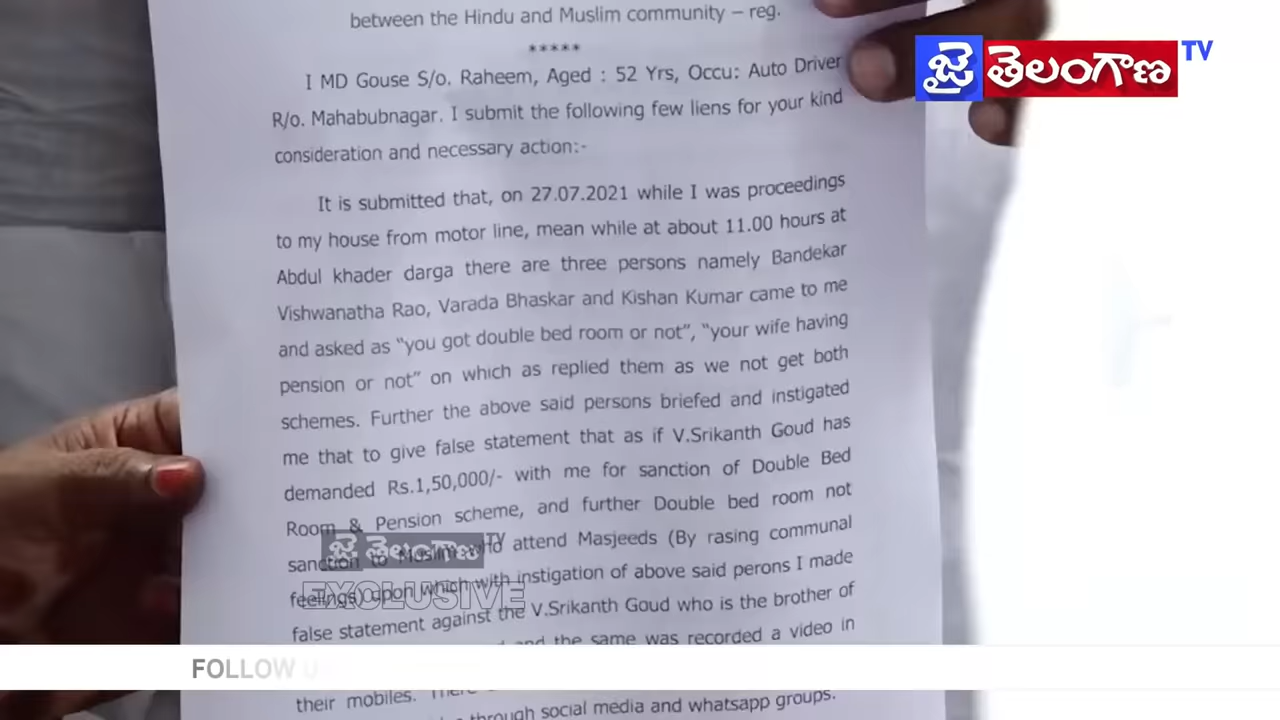 between the Hindu and Muslim community – reg.
*****
I MD Gouse S/o. Raheem, Aged : 52 Yrs, Occu: Auto Driver
R/o. Mahabubnagar. I submit the following few liens for your kind
consideration and necessary action:-
It is submitted that, on 27.07.2021 while I was proceedings
to my house from motor line, mean while at about 11.00 hours at
Abdul khader darga there are three persons namely Bandekar
Vishwanatha Rao, Varada Bhaskar and Kishan Kumar came to me
and asked as “you got double bed room or not”, “your wife having
pension or not” on which as replied them as we not get both
schemes. Further the above said persons briefed and instigated
me that to give false statement that as if V.Srikanth Goud has
demanded Rs.1,50,000/- with me for sanction of Double Bed
Room & Pension scheme, and further Double bed room not
sanction to Muslim who attend Masjeeds (By rasing communal
feelings) upon which with instigation of above said perons I made
false statement against the V.Srikanth Goud who is the brother of
and the same was recorded a video in
their mobiles.
through social media and whatsapp groups.
జై తెలంగాణ TV
జై తెలంగాణ TV
EXCLUSIVE
FOLLOW